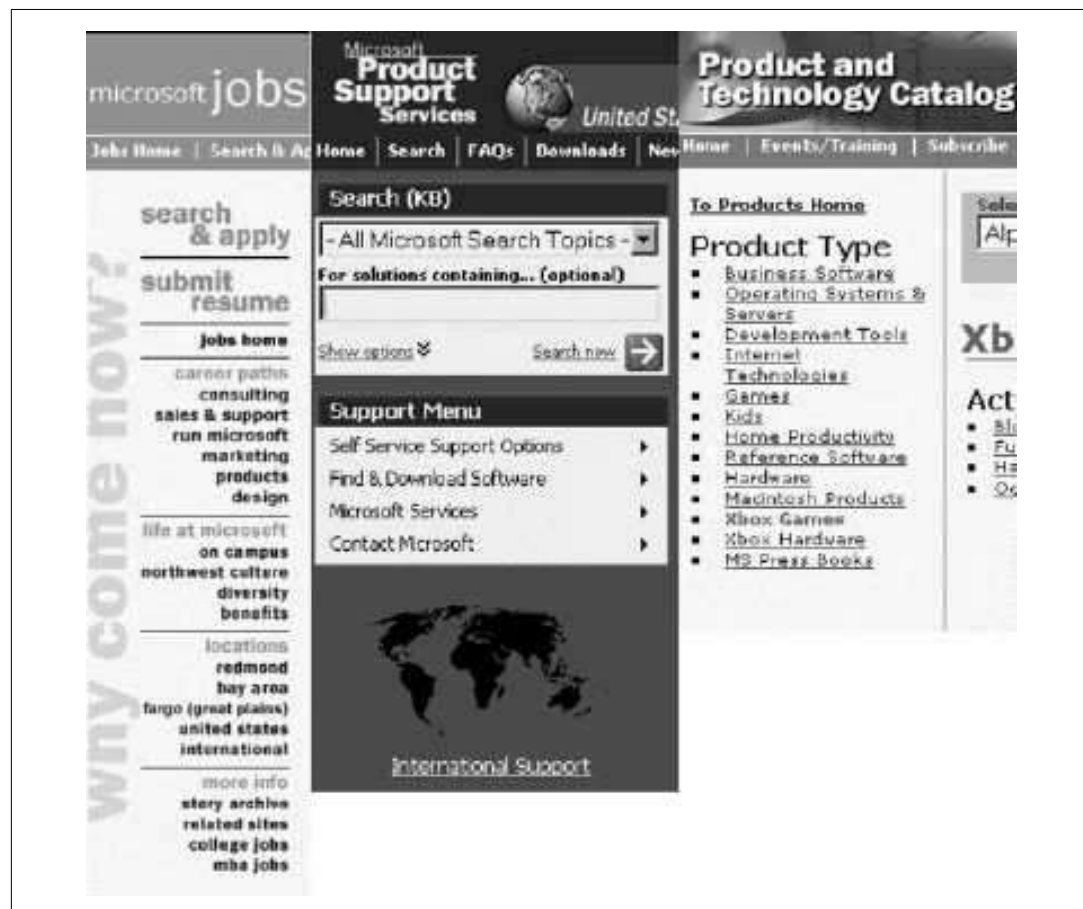 microsoft jobs
Jobs Home | Search & Ap
why come now?
search
& apply
submit
resume
jobs home
career paths
consulting
sales & support
run microsoft
marketing
products
design
life at microsoft
on campus
northwest culture
diversity
benefits
locations
redmond
bay area
fargo (great plains)
united states
international
more info
story archive
related sites
college jobs
mba jobs
Microsoft
Product
Support
Services
United St
Home | Search | FAQs | Downloads | New
Search (KB)
- All Microsoft Search Topics -
For solutions containing... (optional)
Show options
Search now
Support Menu
Self Service Support Options
Find & Download Software
Microsoft Services
Contact Microsoft
International Support
Product and
Technology Catalog
Home | Events/Training | Subscribe
To Products Home
Product Type
Business Software
Operating Systems &
Servers
Development Tools
Internet
Technologies
Games
Kids
Home Productivity
Reference Software
Hardware
Macintosh Products
Xbox Games
Xbox Hardware
MS Press Books
Sele
Alp
Xb
Act
Bl
Fu
Ha